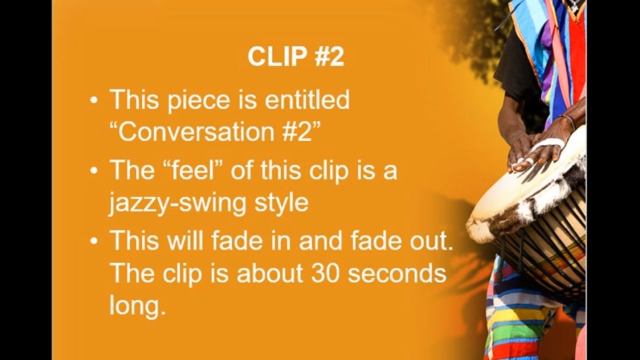 CLIP #2
• This piece is entitled
“Conversation #2”
• The “feel” of this clip is a
jazzy-swing style
• This will fade in and fade out.
The clip is about 30 seconds
long.